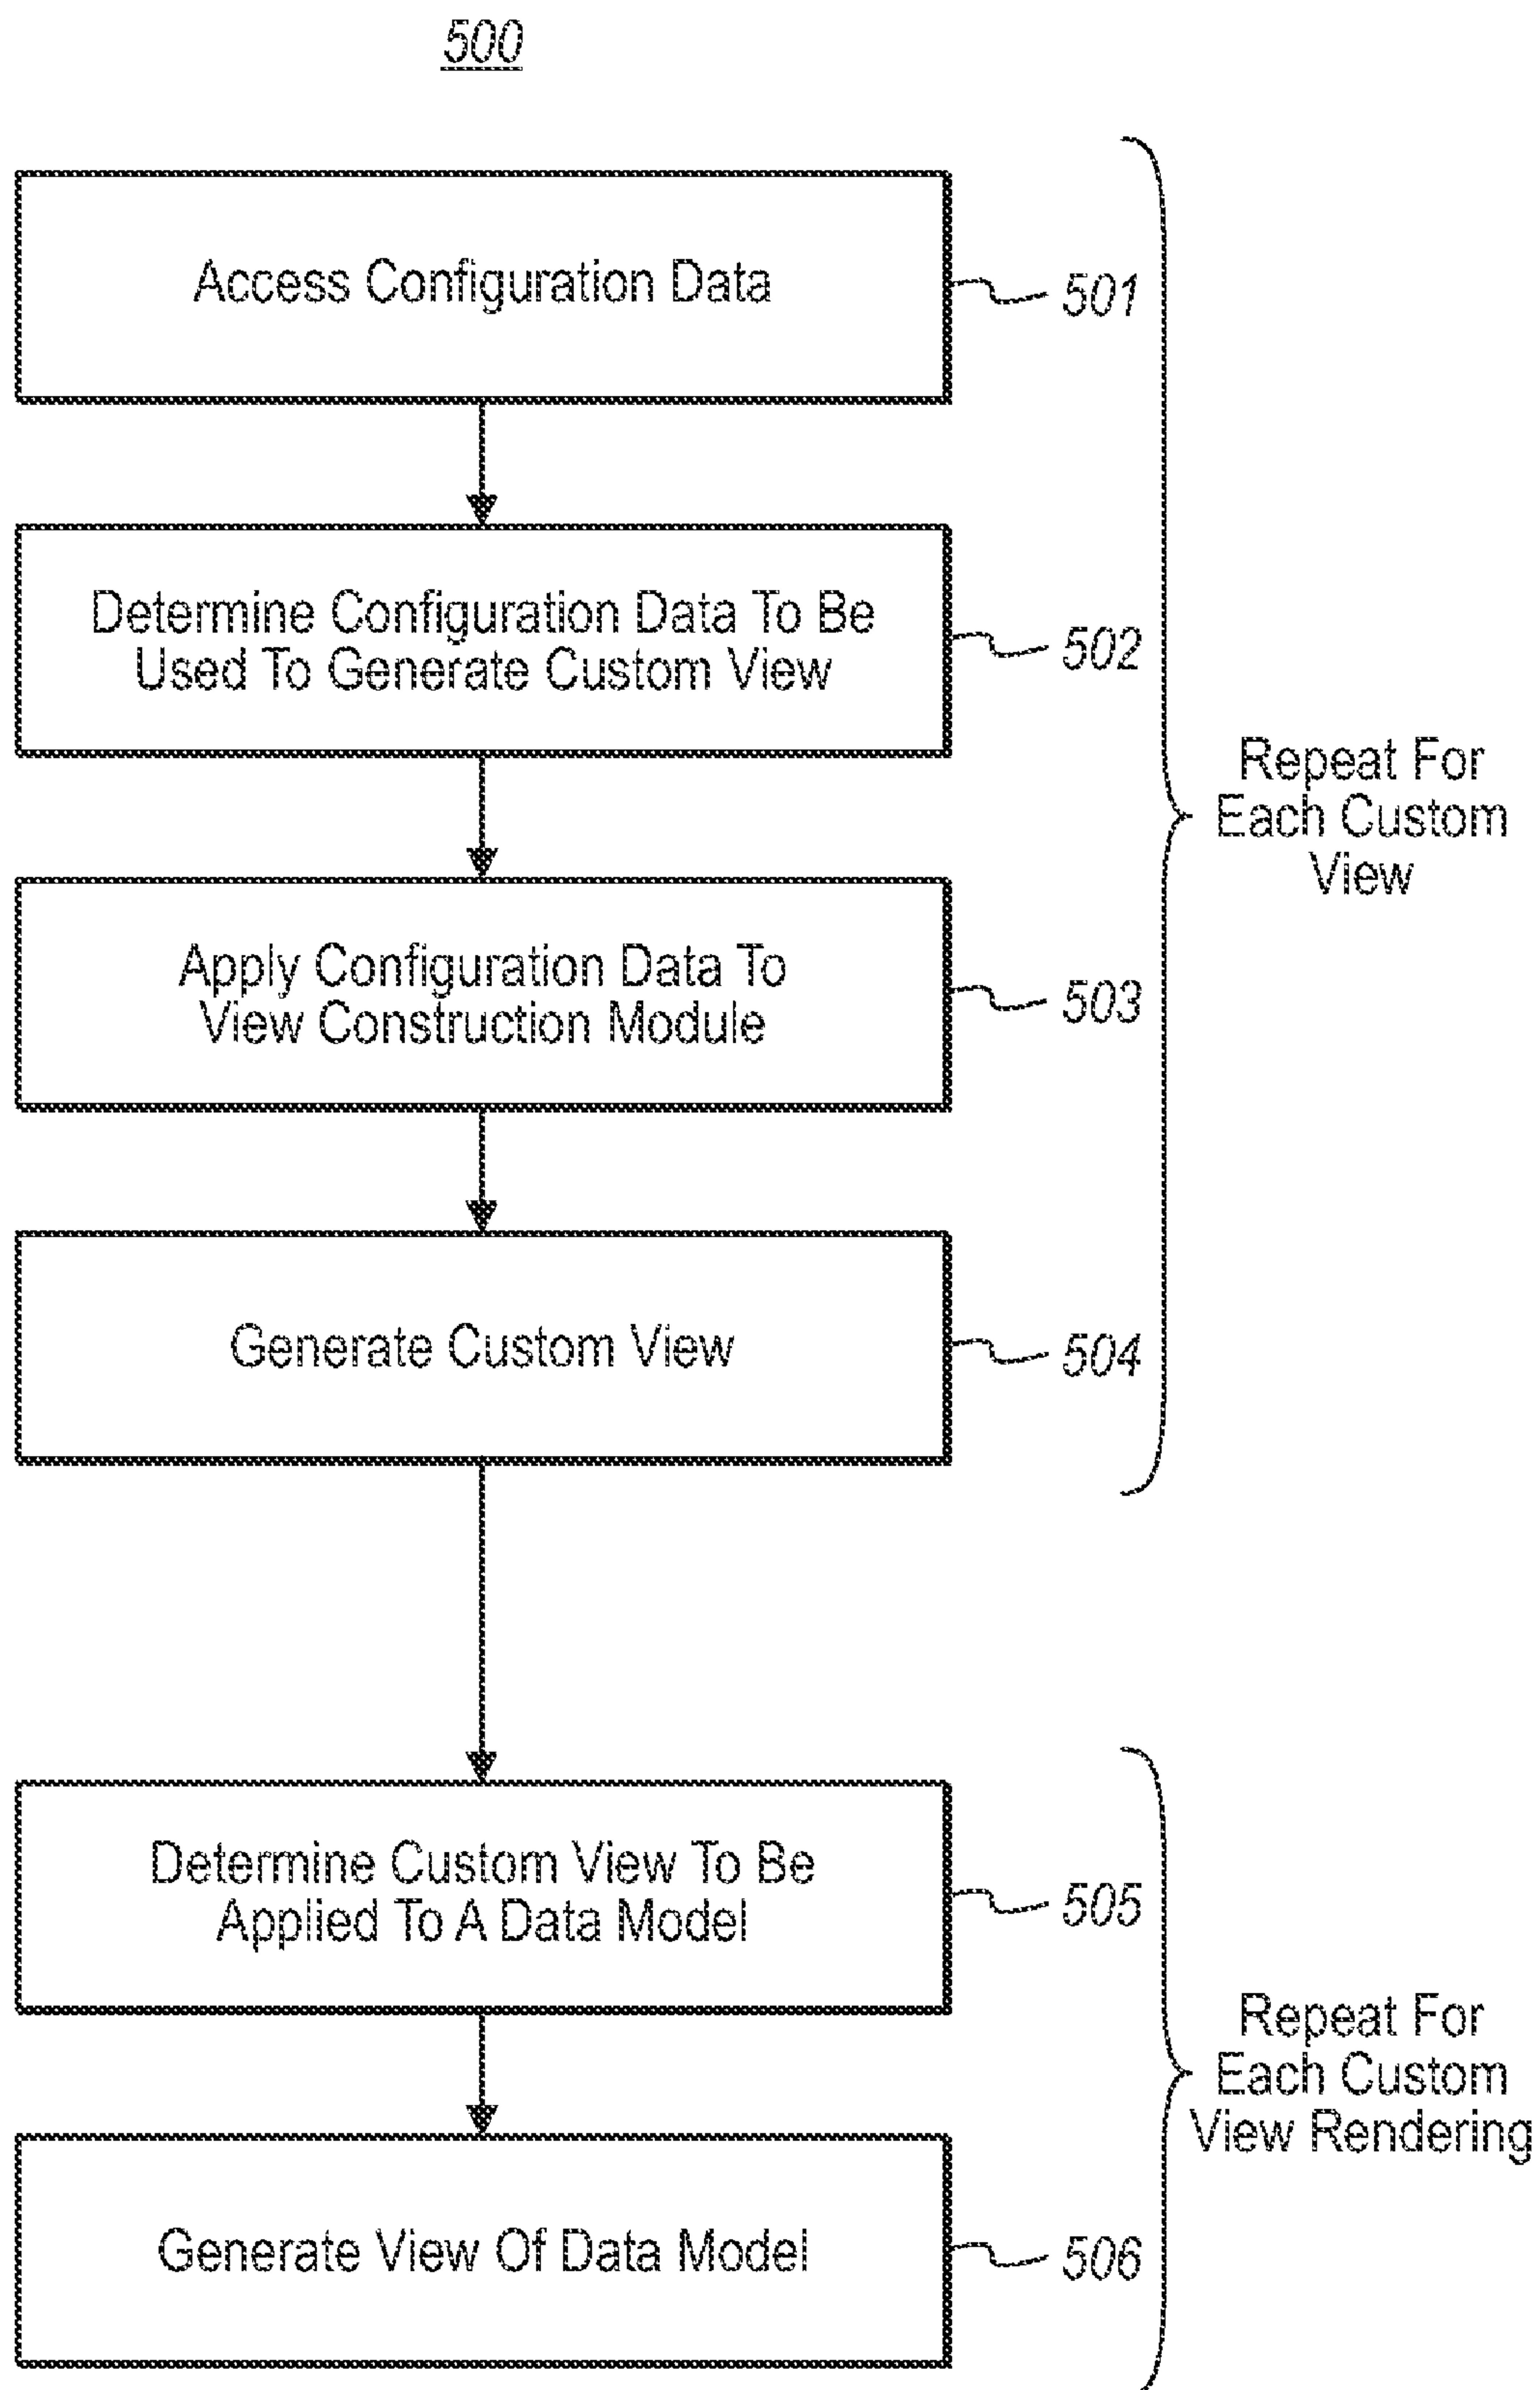 500
Access Configuration Data
501
Determine Configuration Data To Be
Used To Generate Custom View
502
Apply Configuration Data To
View Construction Module
503
Generate Custom View
504
Repeat For
Each Custom
View
Determine Custom View To Be
Applied To A Data Model
505
Generate View Of Data Model
506
Repeat For
Each Custom
View Rendering